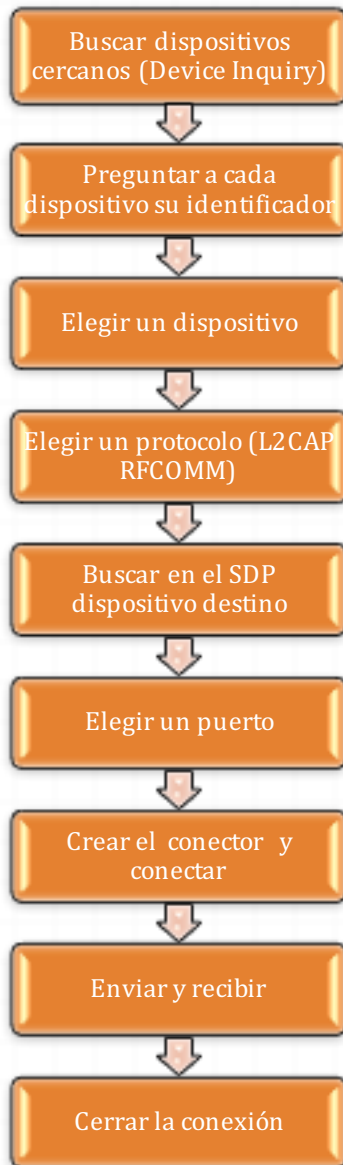 Buscar dispositivos
cercanos (Device Inquiry)
Preguntar a cada
dispositivo su identificador
Elegir un dispositivo
Elegir un protocolo (L2CAP
RFCOMM)
Buscar en el SDP
dispositivo destino
Elegir un puerto
Crear el conector y
conectar
Enviar y recibir
Cerrar la conexión